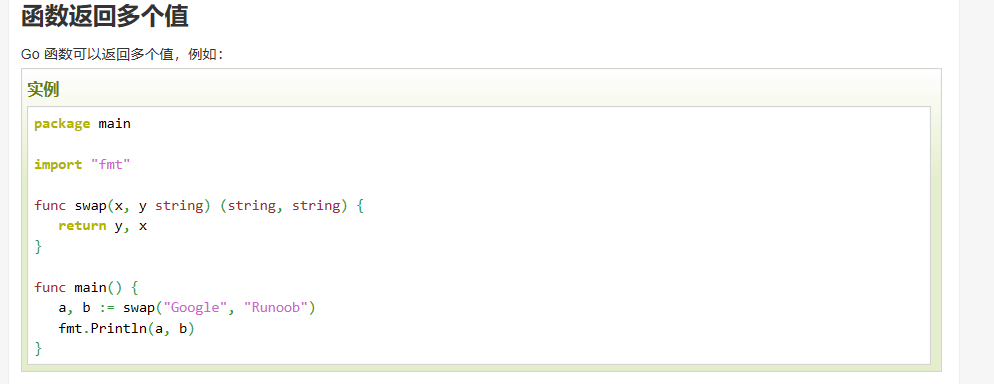 函数返回多个值
Go 函数可以返回多个值，例如：
实例
package main
import "fmt"
func swap(x, y string) (string, string) {
   return y, x
}
func main() {
   a, b := swap("Google", "Runoob")
   fmt.Println(a, b)
}